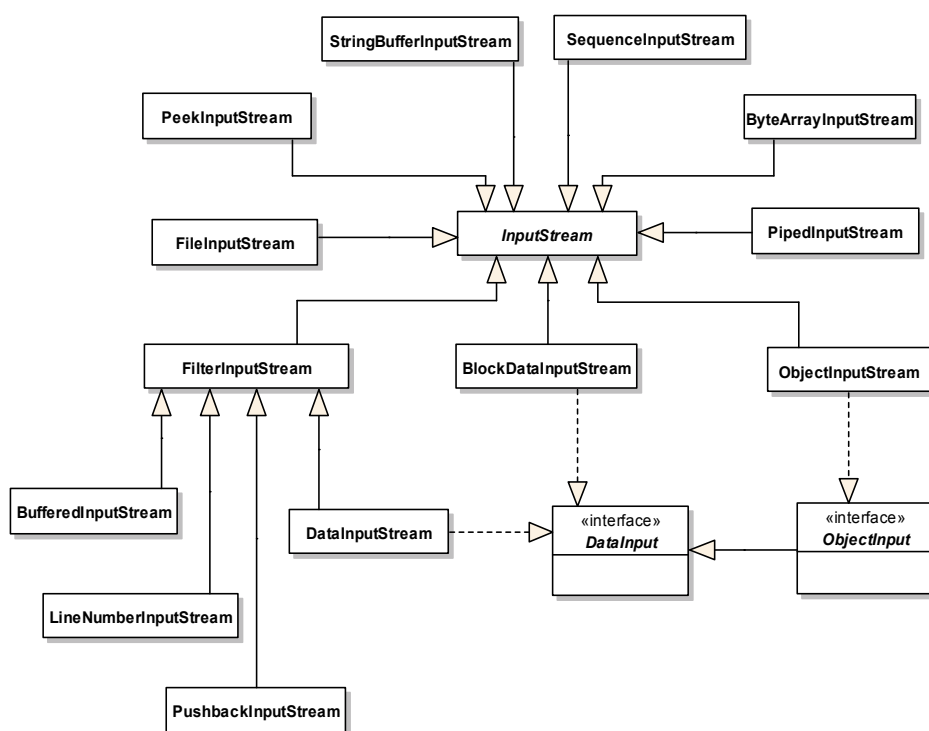 StringBufferInputStream
SequenceInputStream
PeekInputStream
ByteArrayInputStream
InputStream
FileInputStream
PipedInputStream
FilterInputStream
BlockDataInputStream
ObjectInputStream
BufferedInputStream
DataInputStream
«interface»
DataInput
«interface»
ObjectInput
LineNumberInputStream
PushbackInputStream